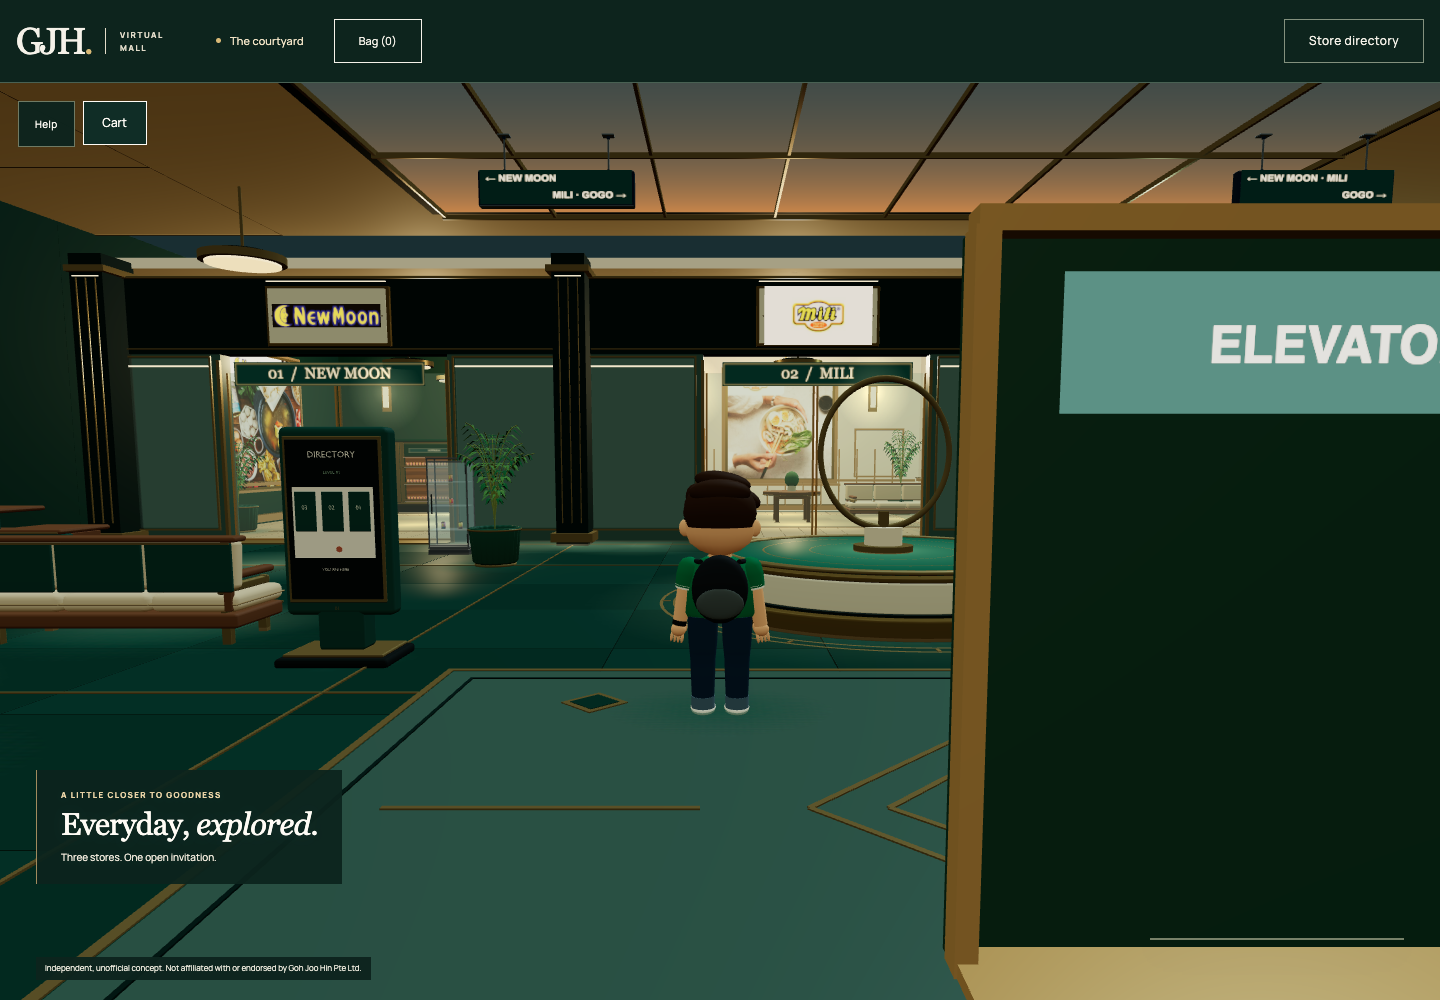 GJH.
VIRTUAL
MALL
The courtyard
Bag (0)
Store directory
Help
Cart
← NEW MOON
MILI · GOGO →
← NEW MOON · MILI
GOGO →
NewMoon
Mili
ELEVATO
01 / NEW MOON
02 / MILI
DIRECTORY
A LITTLE CLOSER TO GOODNESS
Everyday, explored.
Three stores. One open invitation.
Independent, unofficial concept. Not affiliated with or endorsed by Goh Joo Hin Pte Ltd.